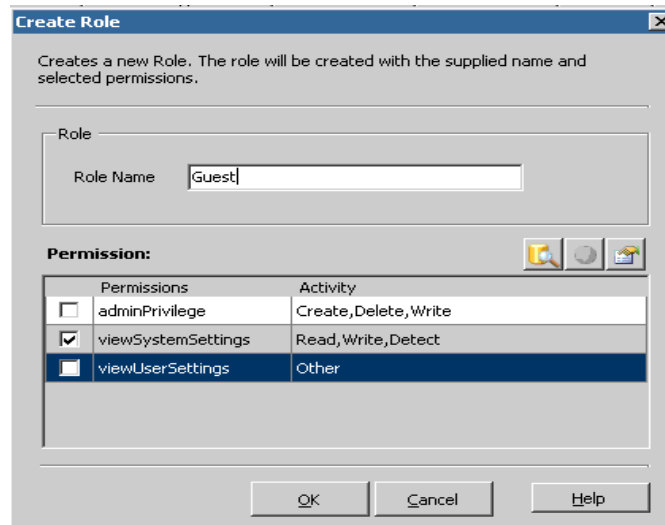 Create Role
Creates a new Role. The role will be created with the supplied name and
selected permissions.
Role
Role Name Guest
Permission:
Permissions Activity
adminPrivilege Create,Delete,Write
viewSystemSettings Read,Write,Detect
viewUserSettings Other
OK Cancel Help